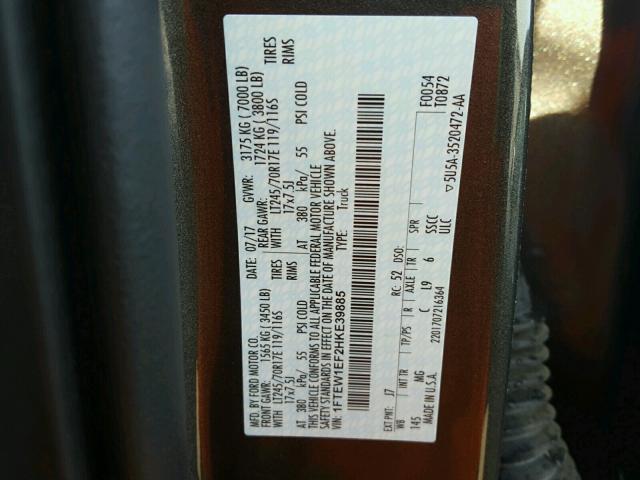 MFD. BY FORD MOTOR CO.
DATE: 07/17 GVWR: 3175 KG ( 7000 LB)
FRONT GAWR: 1565 KG ( 3450 LB) REAR GAWR: 1724 KG ( 3800 LB)
LT245/70R17E 119/116S TIRES WITH LT245/70R17E 119/116S TIRES
17x7.5J RIMS 17x7.5J RIMS
AT 380 kPa/ 55 PSI COLD AT 380 kPa/ 55 PSI COLD
THIS VEHICLE CONFORMS TO ALL APPLICABLE FEDERAL MOTOR VEHICLE
SAFETY STANDARDS IN EFFECT ON THE DATE OF MANUFACTURE SHOWN ABOVE.
VIN: 1FTEW1EF2HKE39885 TYPE: Truck
F0054
T0872
EXT PNT: J7 RC: 52 DSO:
WB INT TR TP/PS R AXLE TR SPR
145 MG L9 6 SSCC
ULC
MADE IN U.S.A. 2201707216364
5U5A-3520472-AA